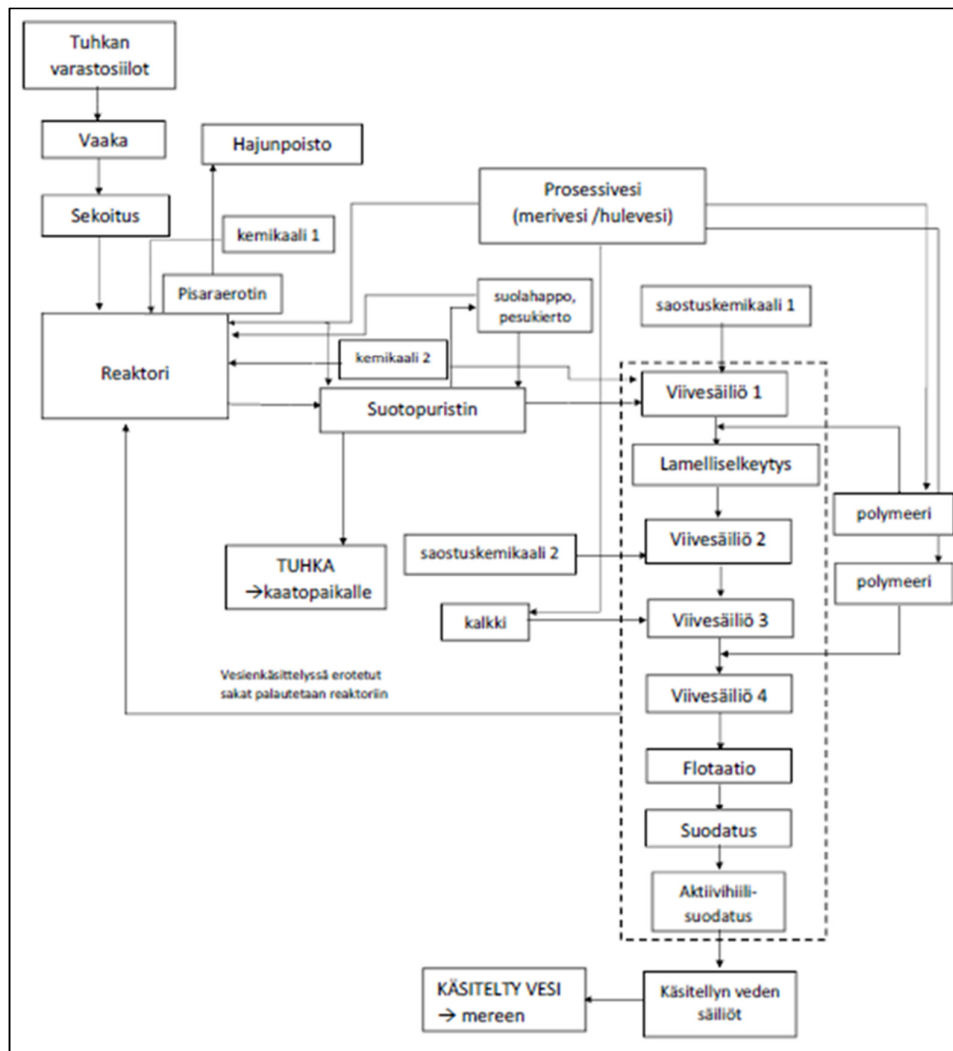 Tuhkan
varastosiilot
Vaaka
Hajunpoisto
Sekoitus
Prosessivesi
(merivesi /hulevesi)
kemikaali 1
Pisaraerotin
suolahappo,
pesukierto
saostuskemikaali 1
Reaktori
kemikaali 2
Viivesäiliö 1
Suotopuristin
Lamelliselkeytys
polymeeri
TUHKA
→kaatopaikalle
saostuskemikaali 2
Viivesäiliö 2
polymeeri
kalkki
Viivesäiliö 3
Vesienkäsittelyssä erotetut
sakat palautetaan reaktoriin
Viivesäiliö 4
Flotaatio
Suodatus
Aktiivihiili-
suodatus
KÄSITELTY VESI
→ mereen
Käsitellyn veden
säiliöt